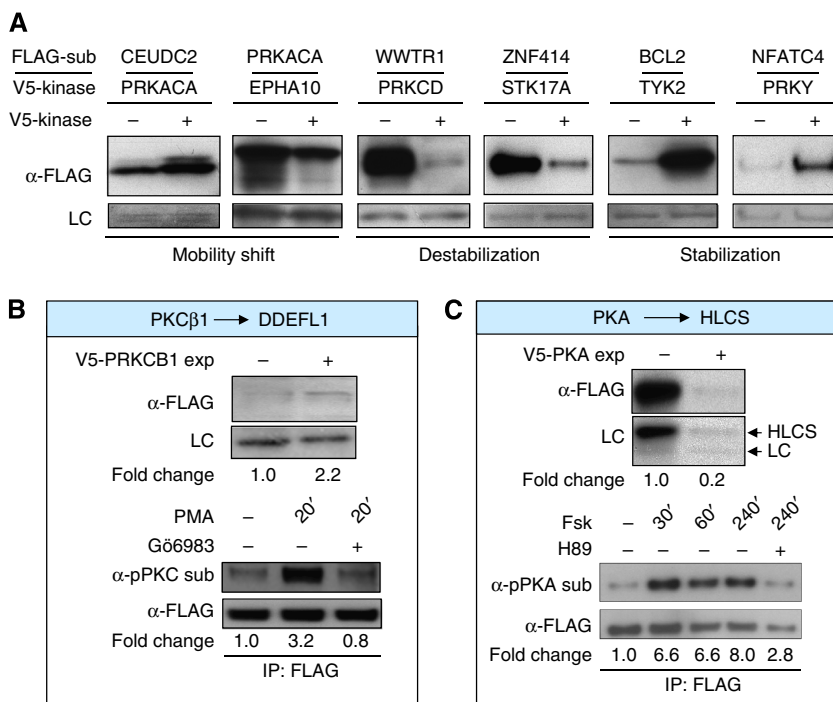 A
FLAG-sub CEUDC2 PRKACA WWTR1 ZNF414 BCL2 NFATC4
V5-kinase PRKACA EPHA10 PRKCD STK17A TYK2 PRKY
V5-kinase – + – + – + – + – + – +
α-FLAG
LC
Mobility shift Destabilization Stabilization
B
PKCβ1 → DDEFL1
V5-PRKCB1 exp – +
α-FLAG
LC
Fold change 1.0 2.2
PMA – 20′ 20′
Gö6983 – – +
α-pPKC sub
α-FLAG
Fold change 1.0 3.2 0.8
IP: FLAG
C
PKA → HLCS
V5-PKA exp – +
α-FLAG
LC ← HLCS
← LC
Fold change 1.0 0.2
Fsk – 30′ 60′ 240′ 240′
H89 – – – – +
α-pPKA sub
α-FLAG
Fold change 1.0 6.6 6.6 8.0 2.8
IP: FLAG